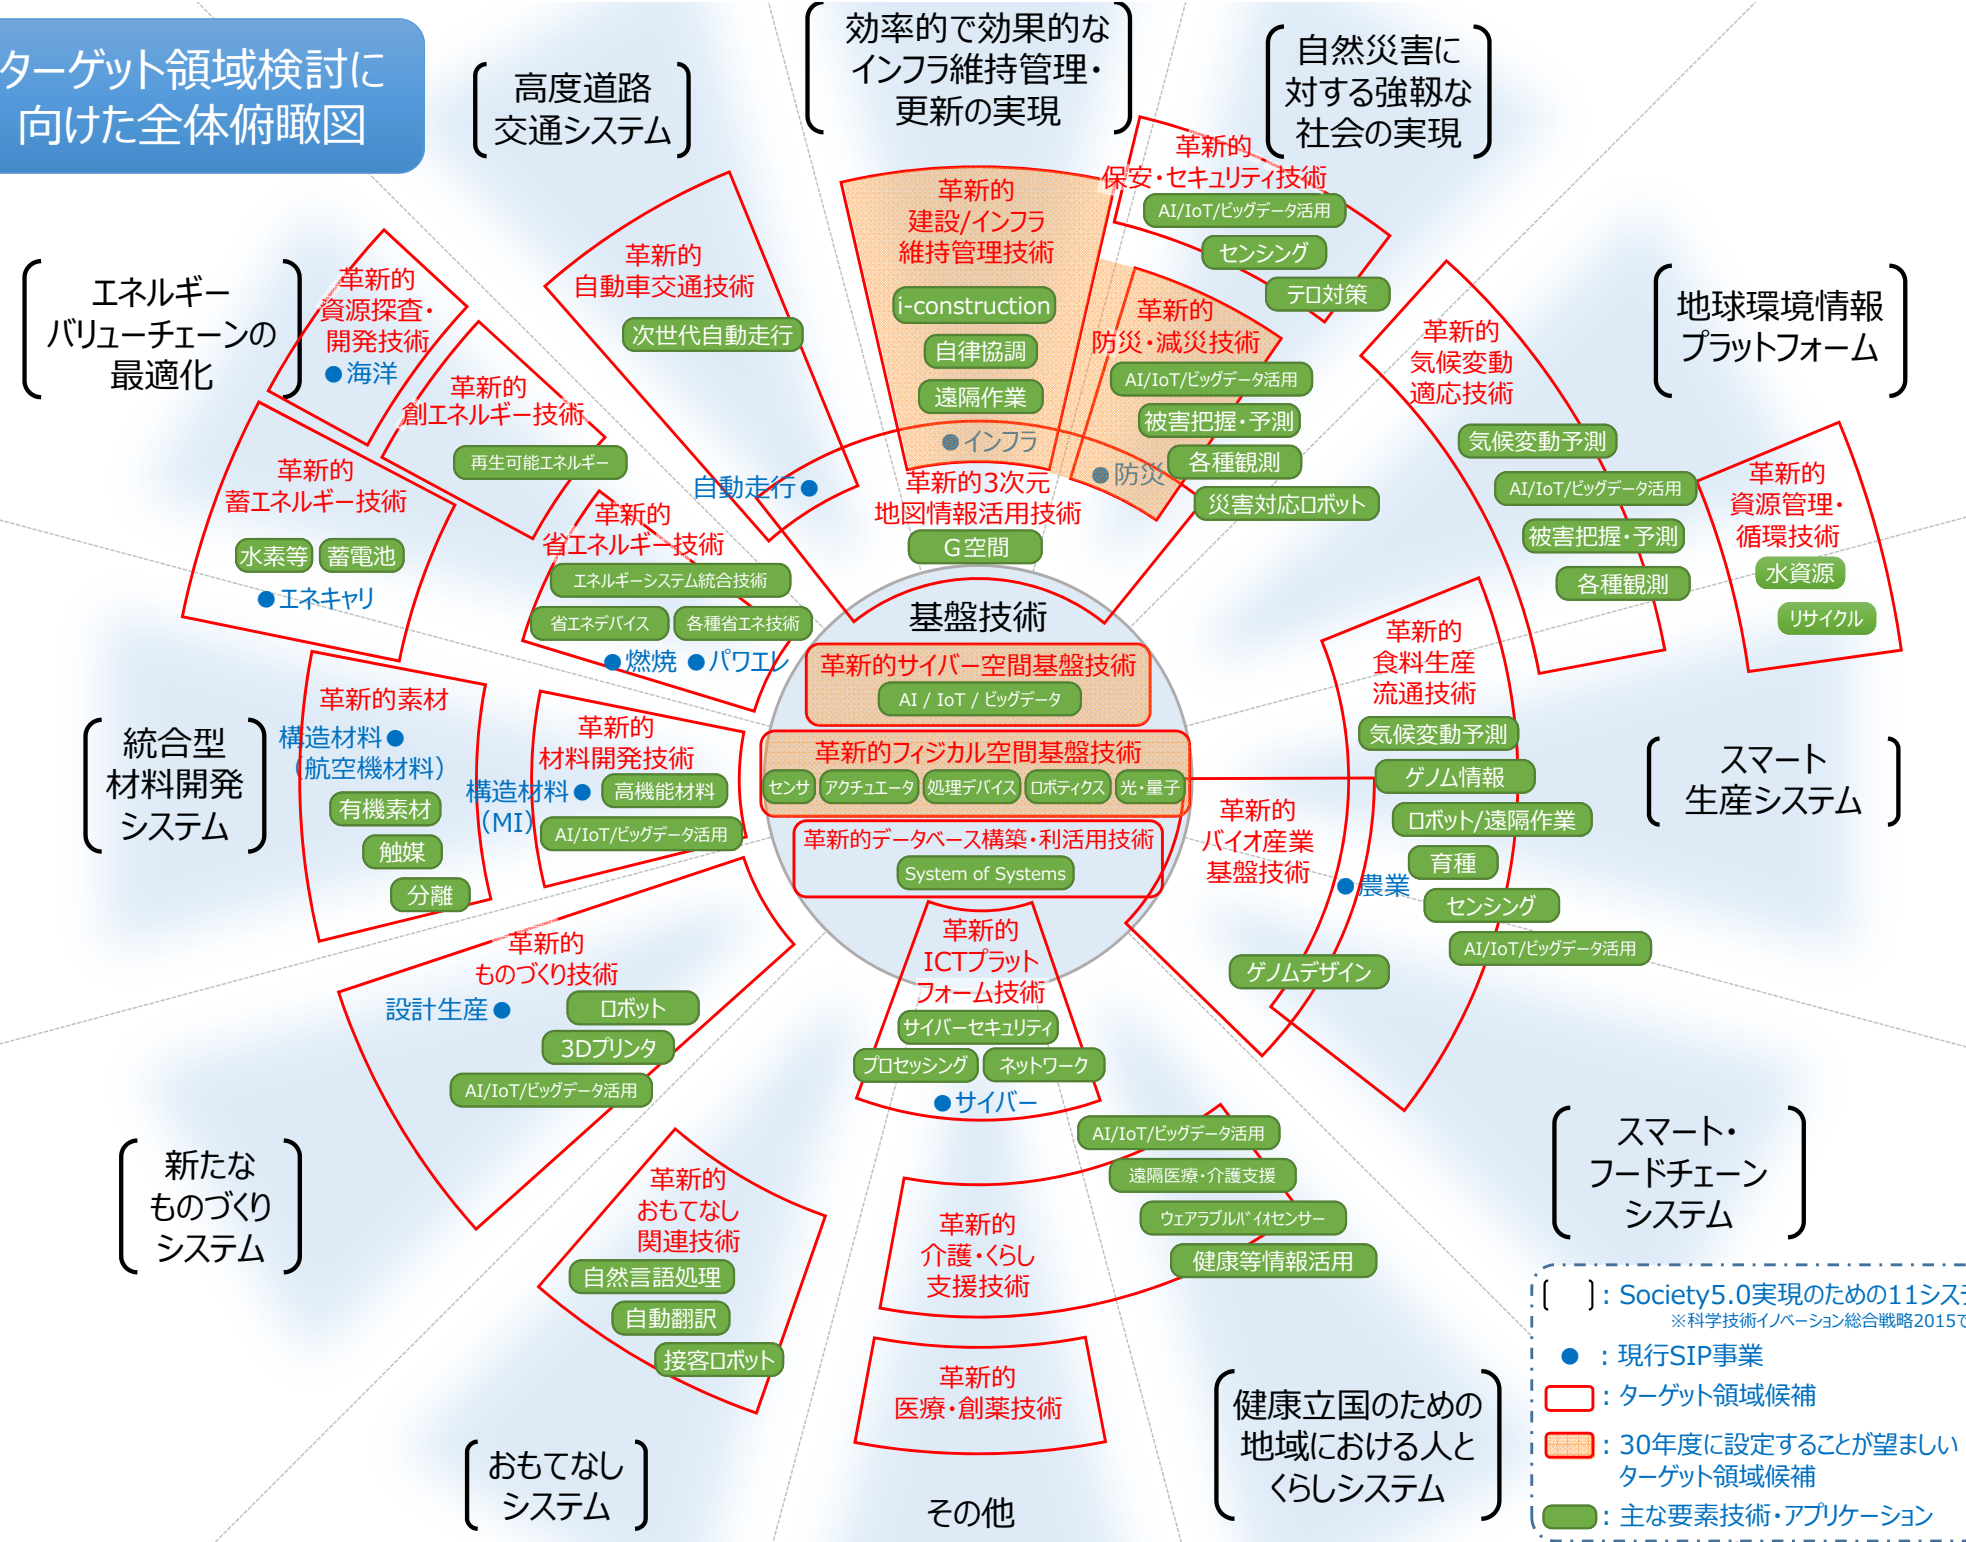 ターゲット領域検討に
向けた全体俯瞰図
高度道路
交通システム
効率的で効果的な
インフラ維持管理・
更新の実現
自然災害に
対する強靱な
社会の実現
エネルギー
バリューチェーンの
最適化
地球環境情報
プラットフォーム
統合型
材料開発
システム
スマート
生産システム
新たな
ものづくり
システム
スマート・
フードチェーン
システム
おもてなし
システム
その他
健康立国のための
地域における人と
くらしシステム
革新的
資源探査・
開発技術
●海洋
革新的
創エネルギー技術
再生可能エネルギー
革新的
蓄エネルギー技術
水素等
蓄電池
●エネキャリ
革新的
省エネルギー技術
エネルギーシステム統合技術
省エネデバイス
各種省エネ技術
●燃焼
●パワエレ
革新的
自動車交通技術
次世代自動走行
自動走行●
革新的
建設/インフラ
維持管理技術
i-construction
自律協調
遠隔作業
●インフラ
革新的3次元
地図情報活用技術
G空間
革新的
保安・セキュリティ技術
AI/IoT/ビッグデータ活用
センシング
テロ対策
革新的
防災・減災技術
AI/IoT/ビッグデータ活用
被害把握・予測
各種観測
災害対応ロボット
●防災
革新的
気候変動
適応技術
気候変動予測
AI/IoT/ビッグデータ活用
被害把握・予測
各種観測
革新的
資源管理・
循環技術
水資源
リサイクル
革新的素材
構造材料●
（航空機材料）
有機素材
触媒
分離
革新的
材料開発技術
構造材料●
（MI）
高機能材料
AI/IoT/ビッグデータ活用
基盤技術
革新的サイバー空間基盤技術
AI / IoT / ビッグデータ
革新的フィジカル空間基盤技術
センサ
アクチュエータ
処理デバイス
ロボティクス
光・量子
革新的データベース構築・利活用技術
System of Systems
革新的
食料生産
流通技術
気候変動予測
ゲノム情報
ロボット/遠隔作業
育種
センシング
AI/IoT/ビッグデータ活用
●農業
革新的
バイオ産業
基盤技術
ゲノムデザイン
革新的
ものづくり技術
設計生産●
ロボット
3Dプリンタ
AI/IoT/ビッグデータ活用
革新的
ICTプラット
フォーム技術
サイバーセキュリティ
プロセッシング
ネットワーク
●サイバー
革新的
おもてなし
関連技術
自然言語処理
自動翻訳
接客ロボット
革新的
介護・くらし
支援技術
AI/IoT/ビッグデータ活用
遠隔医療・介護支援
ウェアラブルバイオセンサー
健康等情報活用
革新的
医療・創薬技術
［　］：Society5.0実現のための11シス
※科学技術イノベーション総合戦略2015で
●：現行SIP事業
：ターゲット領域候補
：30年度に設定することが望ましい
ターゲット領域候補
：主な要素技術・アプリケーション